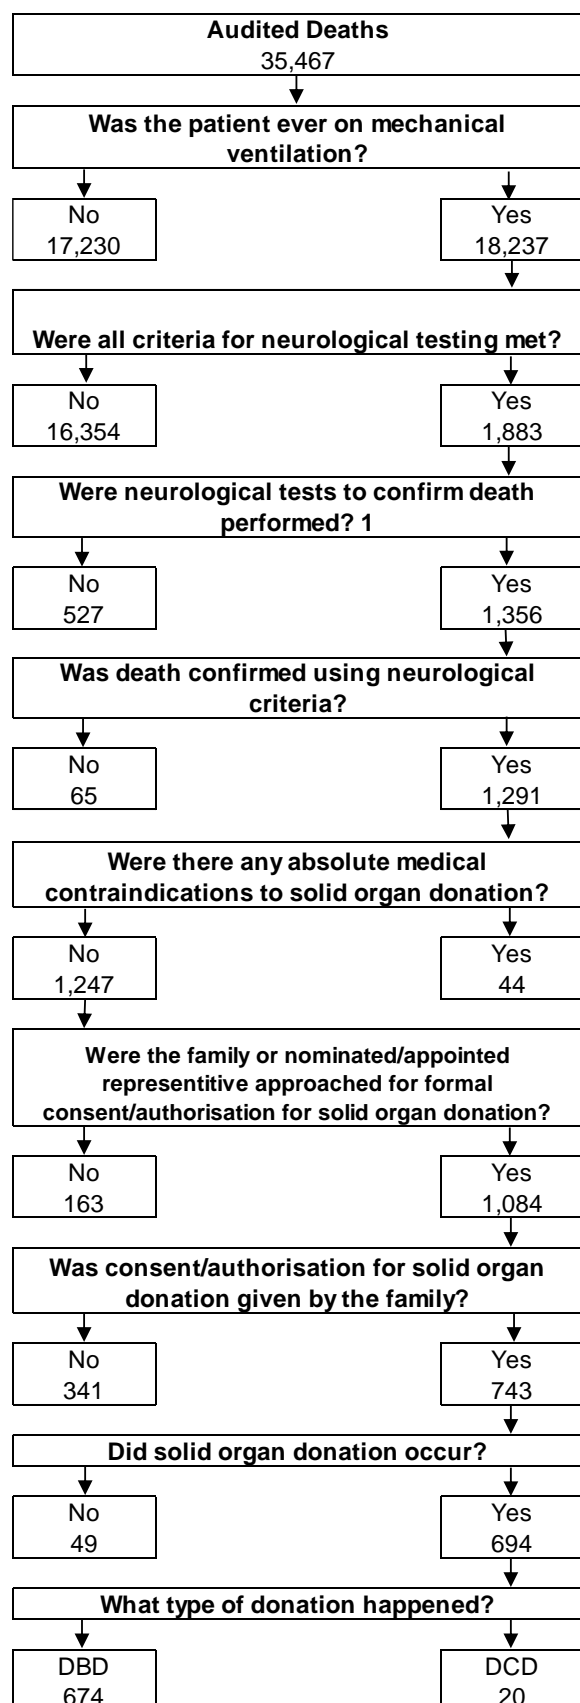 Audited Deaths
35,467
Was the patient ever on mechanical
ventilation?
No
17,230
Yes
18,237
Were all criteria for neurological testing met?
No
16,354
Yes
1,883
Were neurological tests to confirm death
performed? 1
No
527
Yes
1,356
Was death confirmed using neurological
criteria?
No
65
Yes
1,291
Were there any absolute medical
contraindications to solid organ donation?
No
1,247
Yes
44
Were the family or nominated/appointed
representitive approached for formal
consent/authorisation for solid organ donation?
No
163
Yes
1,084
Was consent/authorisation for solid organ
donation given by the family?
No
341
Yes
743
Did solid organ donation occur?
No
49
Yes
694
What type of donation happened?
DBD
674
DCD
20